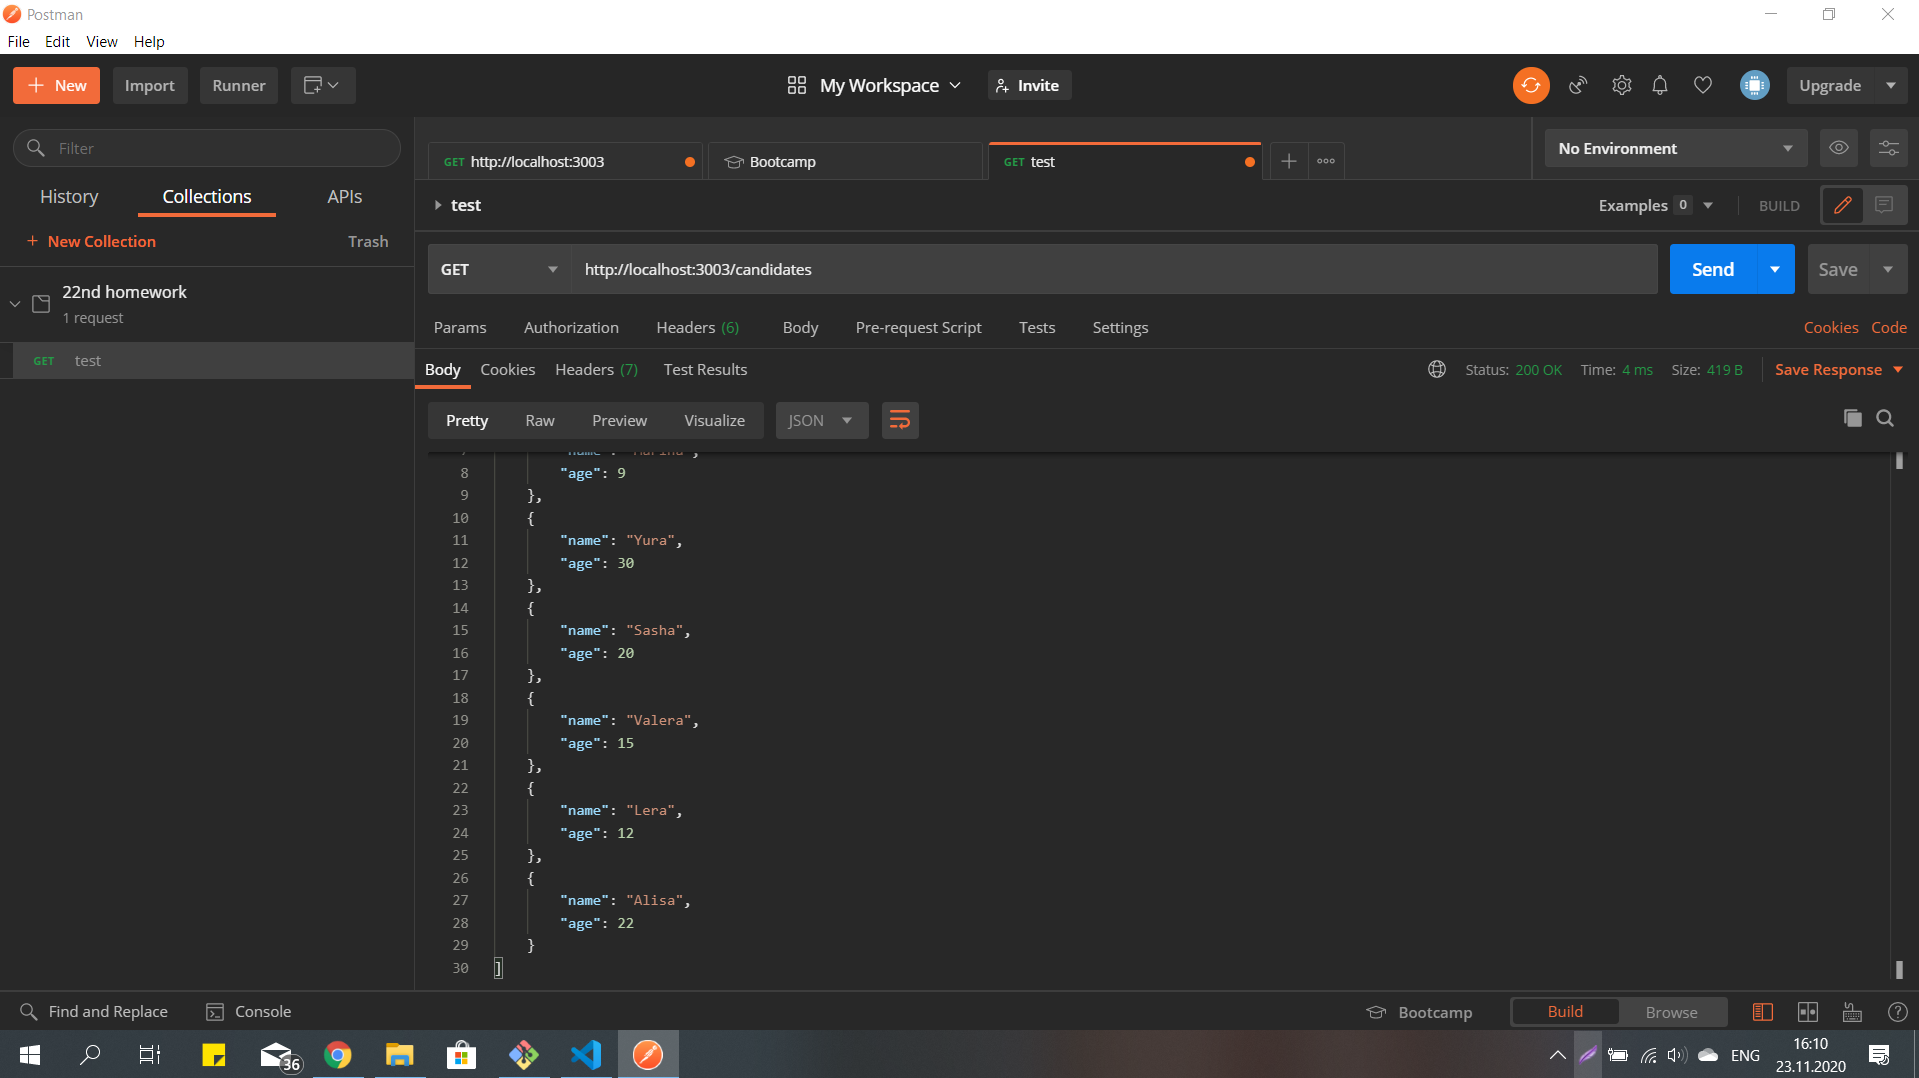 Postman
File Edit View Help
New Import Runner My Workspace Invite Upgrade
Filter
History Collections APIs
+ New Collection Trash
22nd homework
1 request
GET test
GET http://localhost:3003 Bootcamp GET test
No Environment
test Examples 0 BUILD
GET http://localhost:3003/candidates Send Save
Params Authorization Headers (6) Body Pre-request Script Tests Settings Cookies Code
Body Cookies Headers (7) Test Results Status: 200 OK Time: 4 ms Size: 419 B Save Response
Pretty Raw Preview Visualize JSON
8 "age": 9
9 },
10 {
11 "name": "Yura",
12 "age": 30
13 },
14 {
15 "name": "Sasha",
16 "age": 20
17 },
18 {
19 "name": "Valera",
20 "age": 15
21 },
22 {
23 "name": "Lera",
24 "age": 12
25 },
26 {
27 "name": "Alisa",
28 "age": 22
29 }
30 ]
Find and Replace Console Bootcamp Build Browse
36 ENG 16:10
23.11.2020